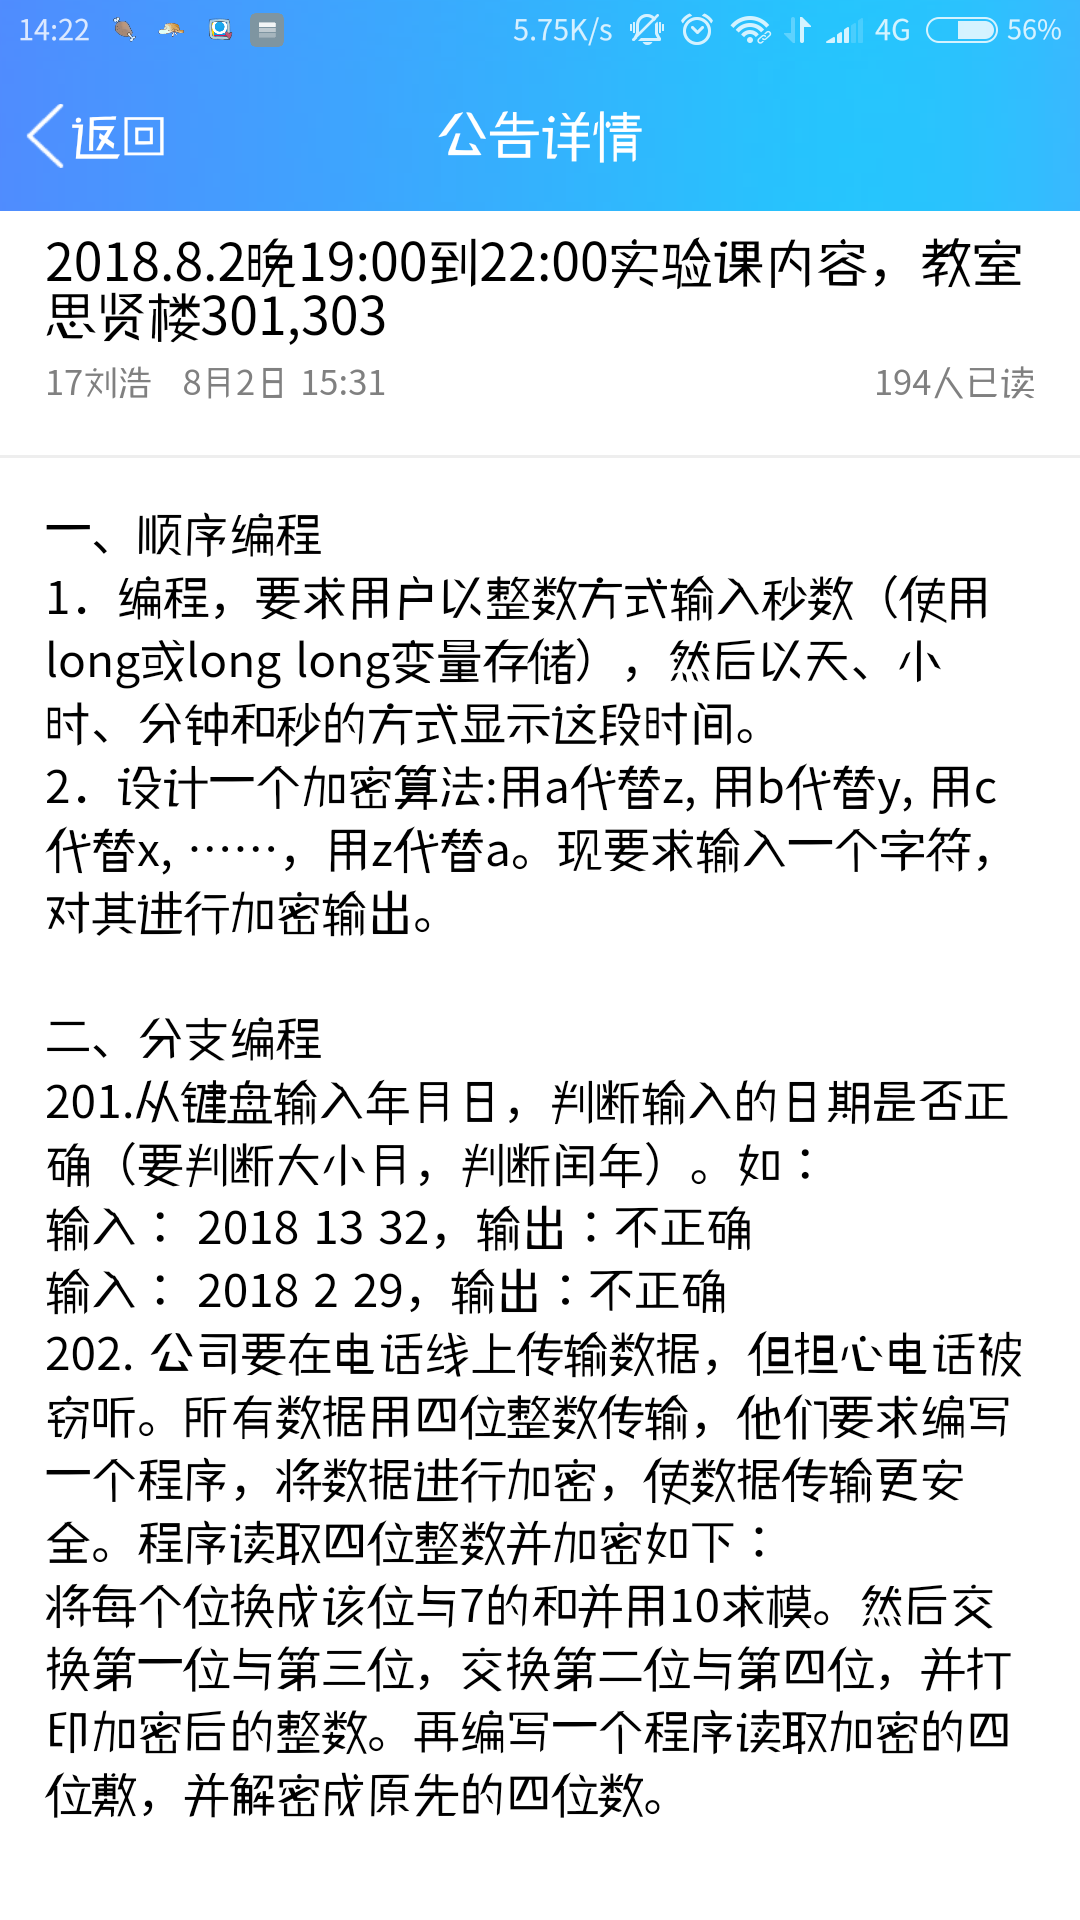 14:22 5.75K/s 4G 56%
返回 公告详情
2018.8.2晚19:00到22:00实验课内容，教室
思贤楼301,303
17刘浩 8月2日 15:31 194人已读
一、顺序编程
1．编程，要求用户以整数方式输入秒数（使用
long或long long变量存储），然后以天、小
时、分钟和秒的方式显示这段时间。
2．设计一个加密算法:用a代替z, 用b代替y, 用c
代替x, ……，用z代替a。现要求输入一个字符，
对其进行加密输出。
二、分支编程
201.从键盘输入年月日，判断输入的日期是否正
确（要判断大小月，判断闰年）。如：
输入： 2018 13 32，输出：不正确
输入： 2018 2 29，输出：不正确
202. 公司要在电话线上传输数据，但担心电话被
窃听。所有数据用四位整数传输，他们要求编写
一个程序，将数据进行加密，使数据传输更安
全。程序读取四位整数并加密如下：
将每个位换成该位与7的和并用10求模。然后交
换第一位与第三位，交换第二位与第四位，并打
印加密后的整数。再编写一个程序读取加密的四
位敷，并解密成原先的四位数。